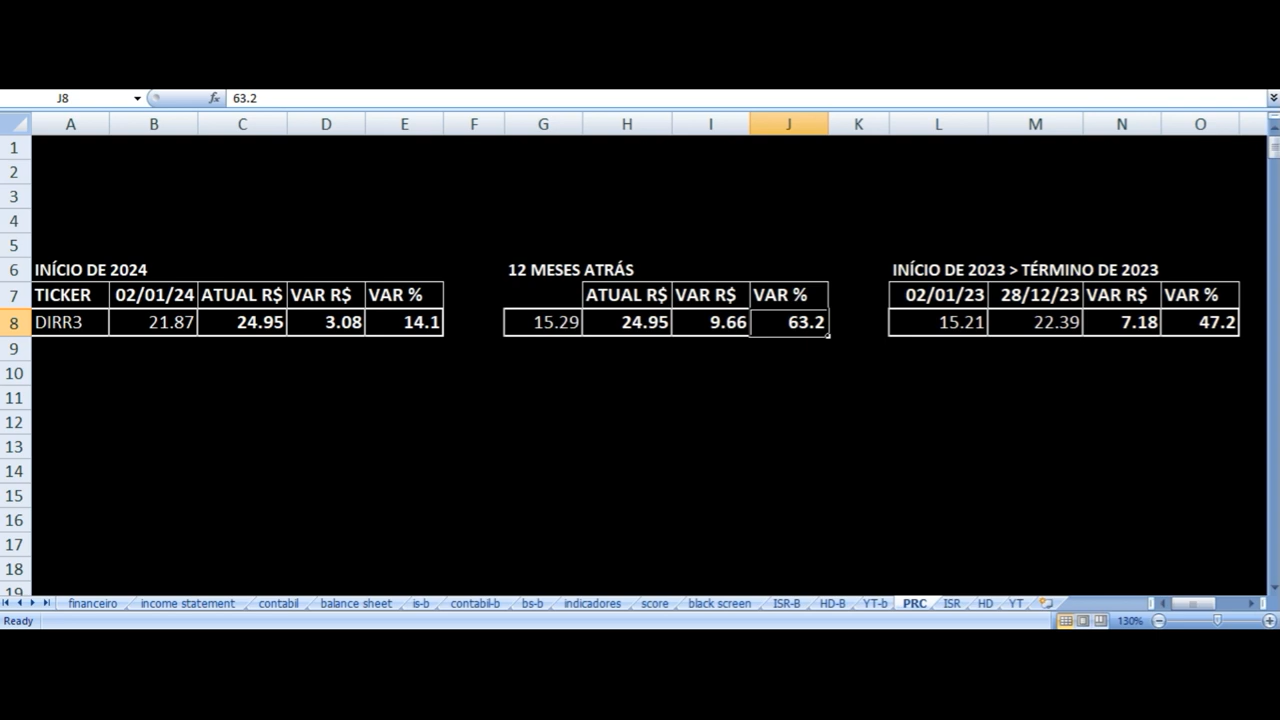 J8 fx 63.2
A B C D E F G H I J K L M N O
1
2
3
4
5
6 INÍCIO DE 2024 12 MESES ATRÁS INÍCIO DE 2023 > TÉRMINO DE 2023
7 TICKER 02/01/24 ATUAL R$ VAR R$ VAR % ATUAL R$ VAR R$ VAR % 02/01/23 28/12/23 VAR R$ VAR %
8 DIRR3 21.87 24.95 3.08 14.1 15.29 24.95 9.66 63.2 15.21 22.39 7.18 47.2
9
10
11
12
13
14
15
16
17
18
19
financeiro income statement contabil balance sheet is-b contabil-b bs-b indicadores score black screen ISR-B HD-B YT-b PRC ISR HD YT
Ready 130%